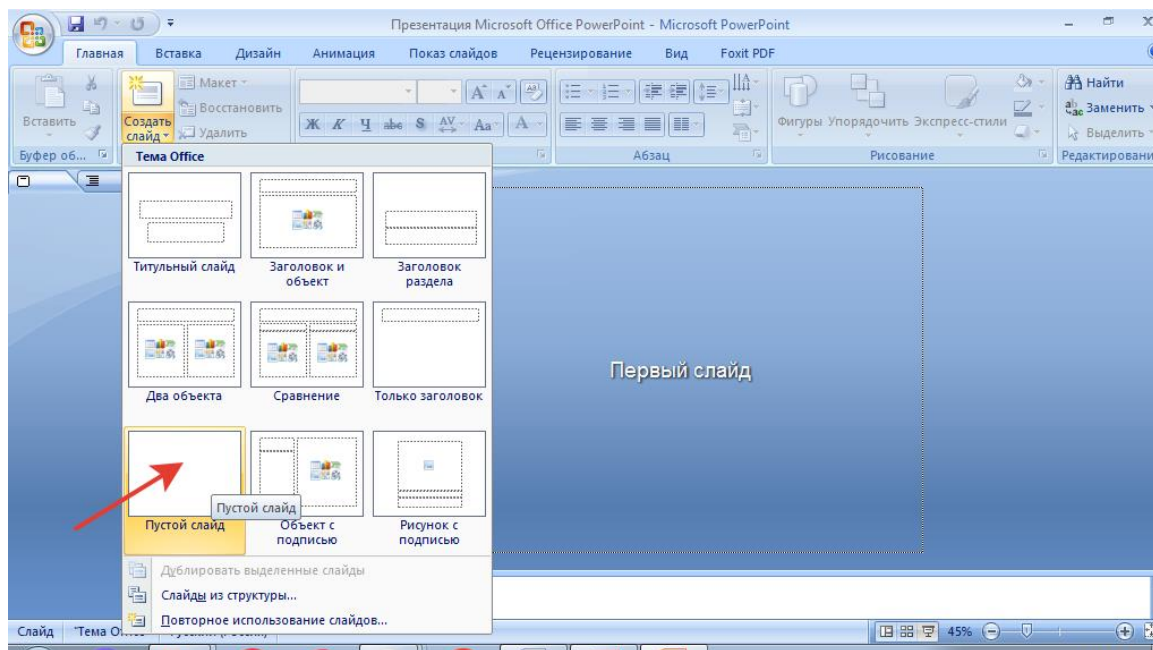 Презентация Microsoft Office PowerPoint - Microsoft PowerPoint
Главная Вставка Дизайн Анимация Показ слайдов Рецензирование Вид Foxit PDF
Вставить
Создать слайд
Макет
Восстановить
Удалить
Ж К Ч abc S AV Aa A
Фигуры Упорядочить Экспресс-стили
Найти
Заменить
Выделить
Буфер об... Абзац Рисование Редактировани
Тема Office
Титульный слайд
Заголовок и объект
Заголовок раздела
Два объекта
Сравнение
Только заголовок
Пустой слайд
Объект с подписью
Рисунок с подписью
Пустой слайд
Дублировать выделенные слайды
Слайды из структуры...
Повторное использование слайдов...
Первый слайд
Слайд "Тема O
45%